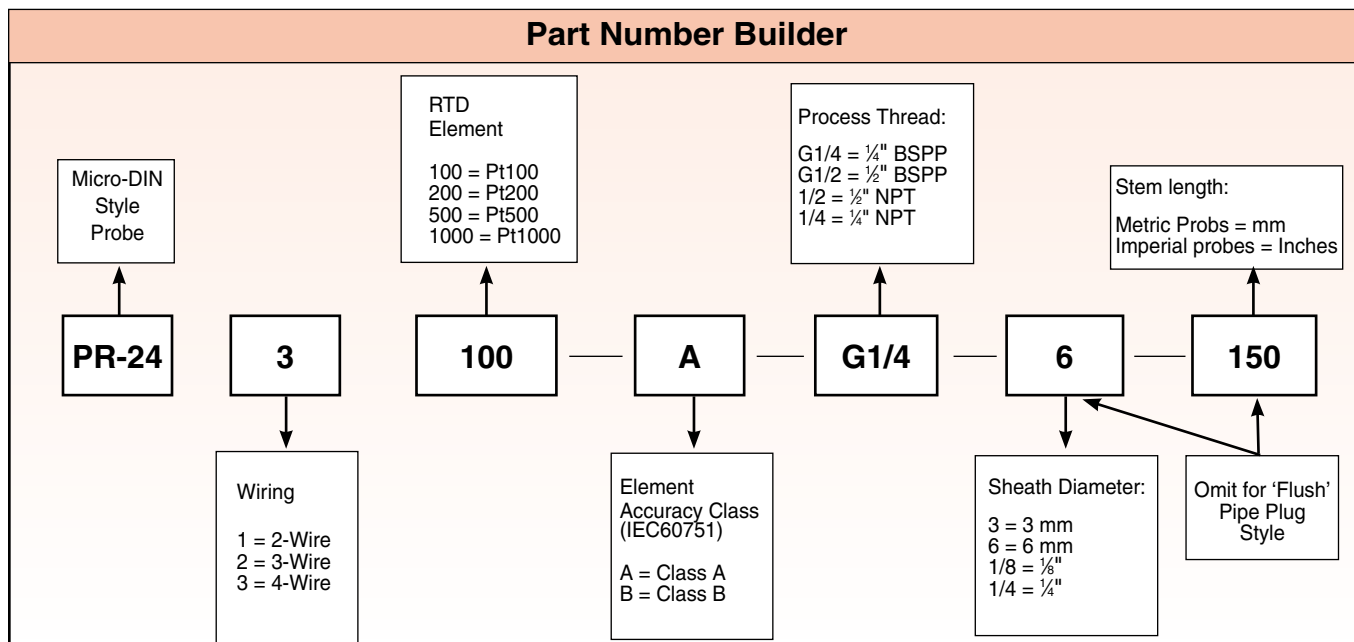 Part Number Builder
Micro-DIN
Style
Probe
RTD
Element
100 = Pt100
200 = Pt200
500 = Pt500
1000 = Pt1000
Process Thread:
G1/4 = ¼" BSPP
G1/2 = ½" BSPP
1/2 = ½" NPT
1/4 = ¼" NPT
Stem length:
Metric Probs = mm
Imperial probes = Inches
PR-24 3 100 — A — G1/4 — 6 — 150
Wiring
1 = 2-Wire
2 = 3-Wire
3 = 4-Wire
Element
Accuracy Class
(IEC60751)
A = Class A
B = Class B
Sheath Diameter:
3 = 3 mm
6 = 6 mm
1/8 = ⅛"
1/4 = ¼"
Omit for ‘Flush’
Pipe Plug
Style